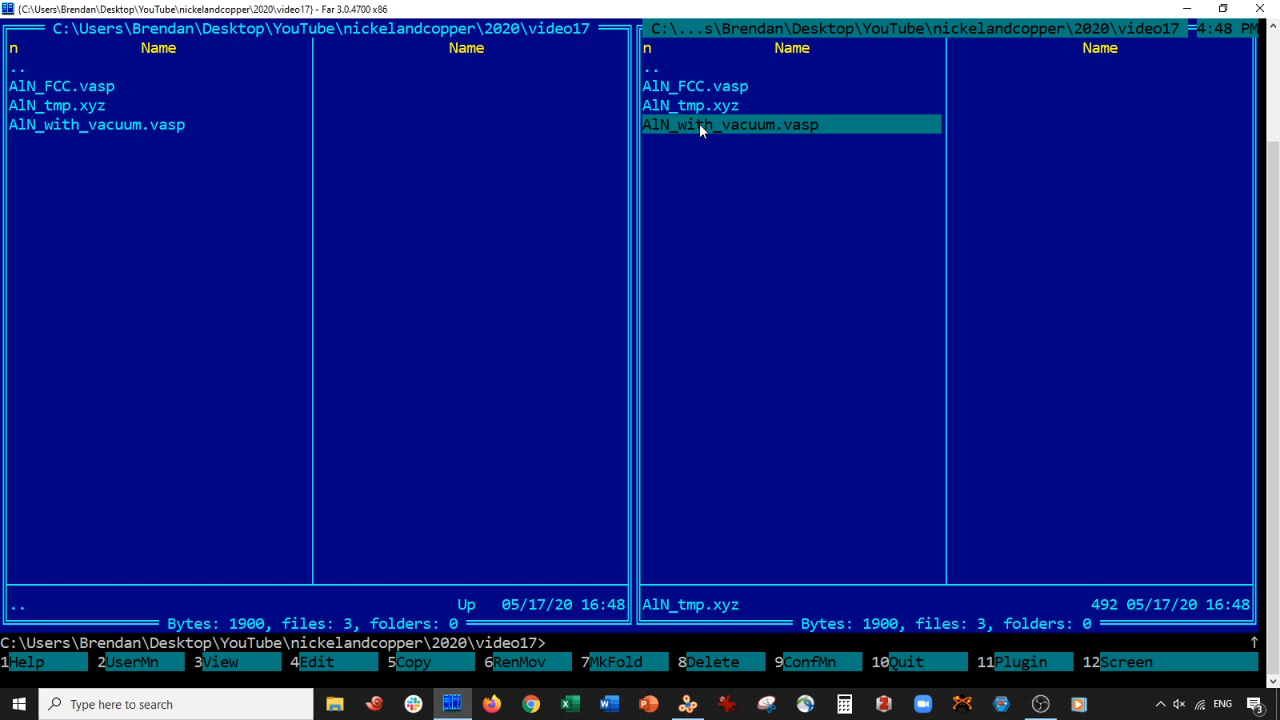 {C:\Users\Brendan\Desktop\YouTube\nickelandcopper\2020\video17} - Far 3.0.4700 x86
C:\Users\Brendan\Desktop\YouTube\nickelandcopper\2020\video17
n Name Name
..
AlN_FCC.vasp
AlN_tmp.xyz
AlN_with_vacuum.vasp
.. Up 05/17/20 16:48
Bytes: 1900, files: 3, folders: 0
C:\...s\Brendan\Desktop\YouTube\nickelandcopper\2020\video17 4:48 PM
n Name Name
..
AlN_FCC.vasp
AlN_tmp.xyz
AlN_with_vacuum.vasp
AlN_tmp.xyz 492 05/17/20 16:48
Bytes: 1900, files: 3, folders: 0
C:\Users\Brendan\Desktop\YouTube\nickelandcopper\2020\video17>
1Help 2UserMn 3View 4Edit 5Copy 6RenMov 7MkFold 8Delete 9ConfMn 10Quit 11Plugin 12Screen
Type here to search
ENG
3